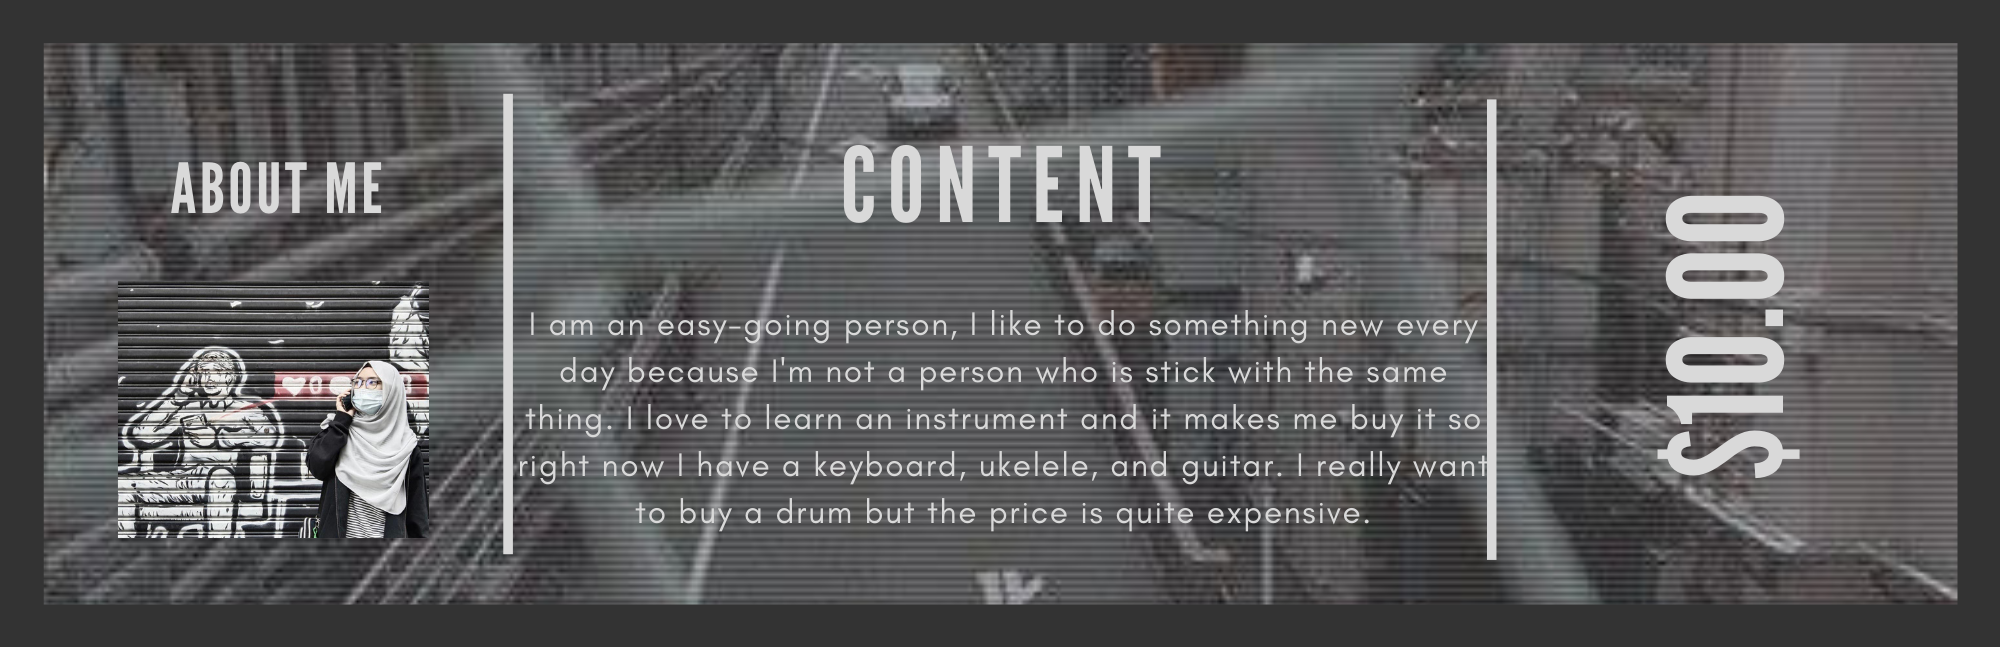 ABOUT ME
CONTENT
I am an easy-going person, I like to do something new every
day because I'm not a person who is stick with the same
thing. I love to learn an instrument and it makes me buy it so
right now I have a keyboard, ukelele, and guitar. I really want
to buy a drum but the price is quite expensive.
$10.00
0